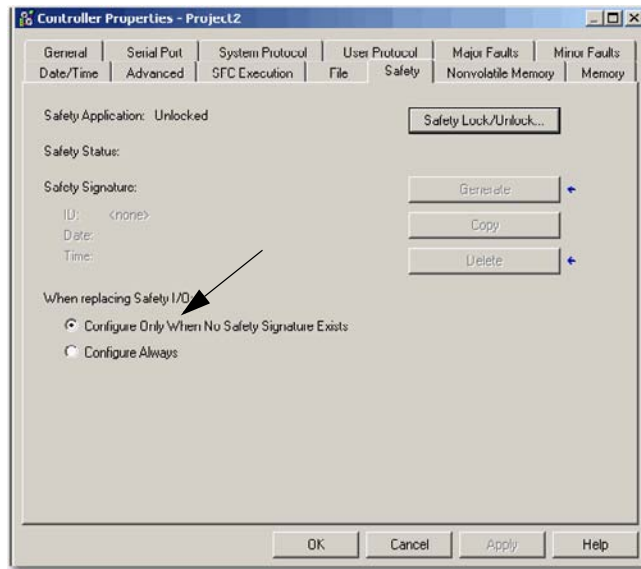 Controller Properties - Project2
General Serial Port System Protocol User Protocol Major Faults Minor Faults
Date/Time Advanced SFC Execution File Safety Nonvolatile Memory Memory
Safety Application: Unlocked
Safety Lock/Unlock...
Safety Status:
Safety Signature:
Generate
ID: <none>
Copy
Date:
Time:
Delete
When replacing Safety I/O:
Configure Only When No Safety Signature Exists
Configure Always
OK Cancel Apply Help